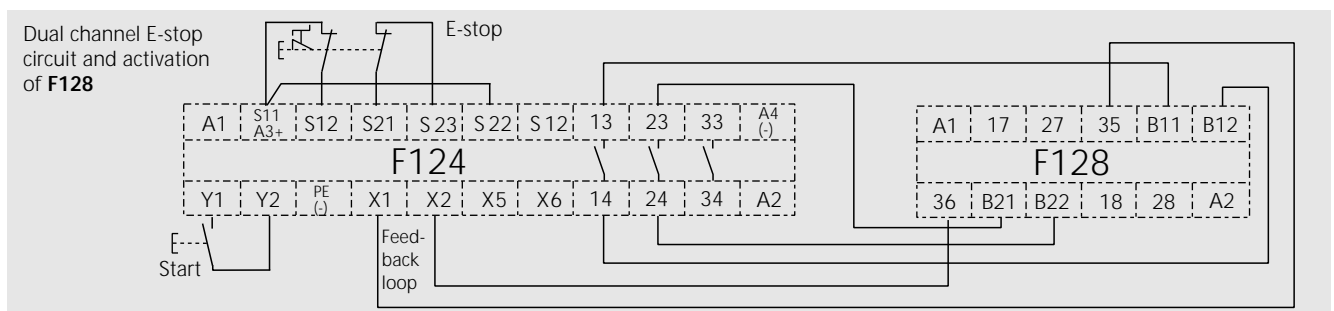 Dual channel E-stop
circuit and activation
of F128
E-stop
A1 S11 A3+ S12 S21 S23 S22 S12 13 23 33 A4 (-)
F124
Y1 Y2 PE (-) X1 X2 X5 X6 14 24 34 A2
Start
Feed-
back
loop
A1 17 27 35 B11 B12
F128
36 B21 B22 18 28 A2